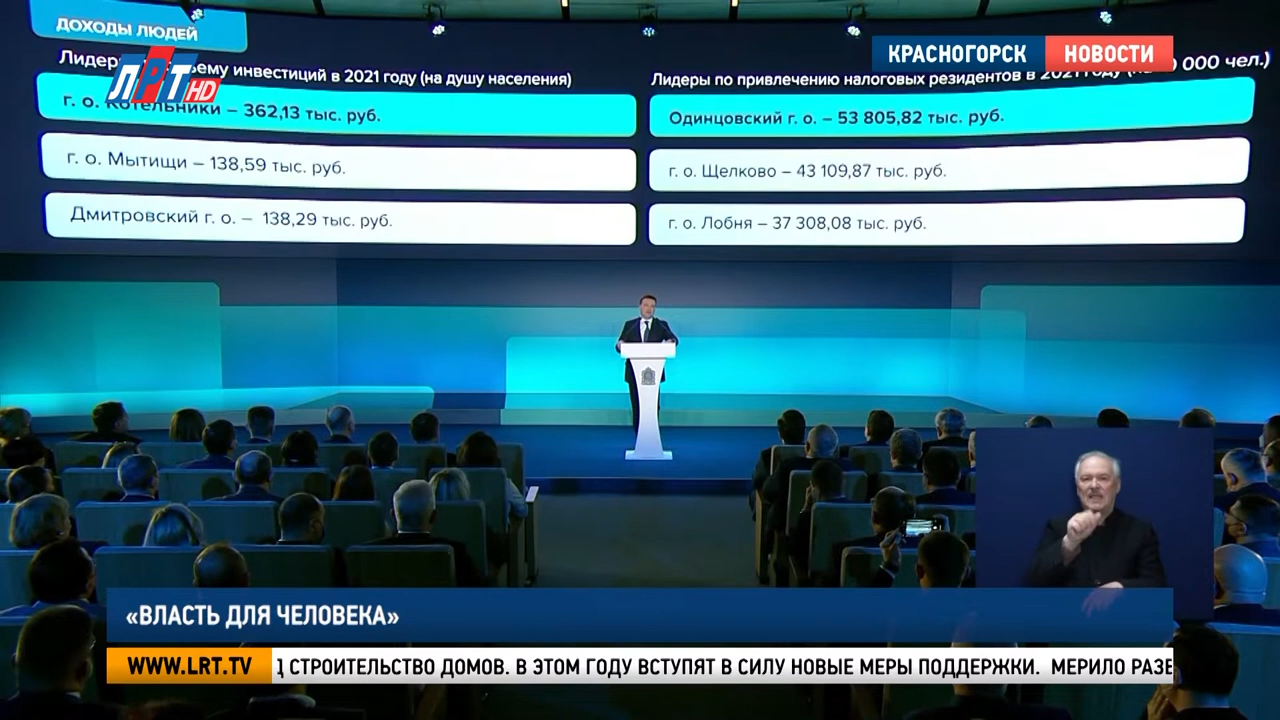 ДОХОДЫ ЛЮДЕЙ
ЛРТ HD
КРАСНОГОРСК НОВОСТИ
инвестиций в 2021 году (на душу населения)
г. о. Котельники – 362,13 тыс. руб.
г. о. Мытищи – 138,59 тыс. руб.
Дмитровский г. о. – 138,29 тыс. руб.
Лидеры по привлечению налоговых резидентов в 2021 году 000 чел.)
Одинцовский г. о. – 53 805,82 тыс. руб.
г. о. Щелково – 43 109,87 тыс. руб.
г. о. Лобня – 37 308,08 тыс. руб.
«ВЛАСТЬ ДЛЯ ЧЕЛОВЕКА»
WWW.LRT.TV СТРОИТЕЛЬСТВО ДОМОВ. В ЭТОМ ГОДУ ВСТУПЯТ В СИЛУ НОВЫЕ МЕРЫ ПОДДЕРЖКИ. МЕРИЛО РАЗЕ